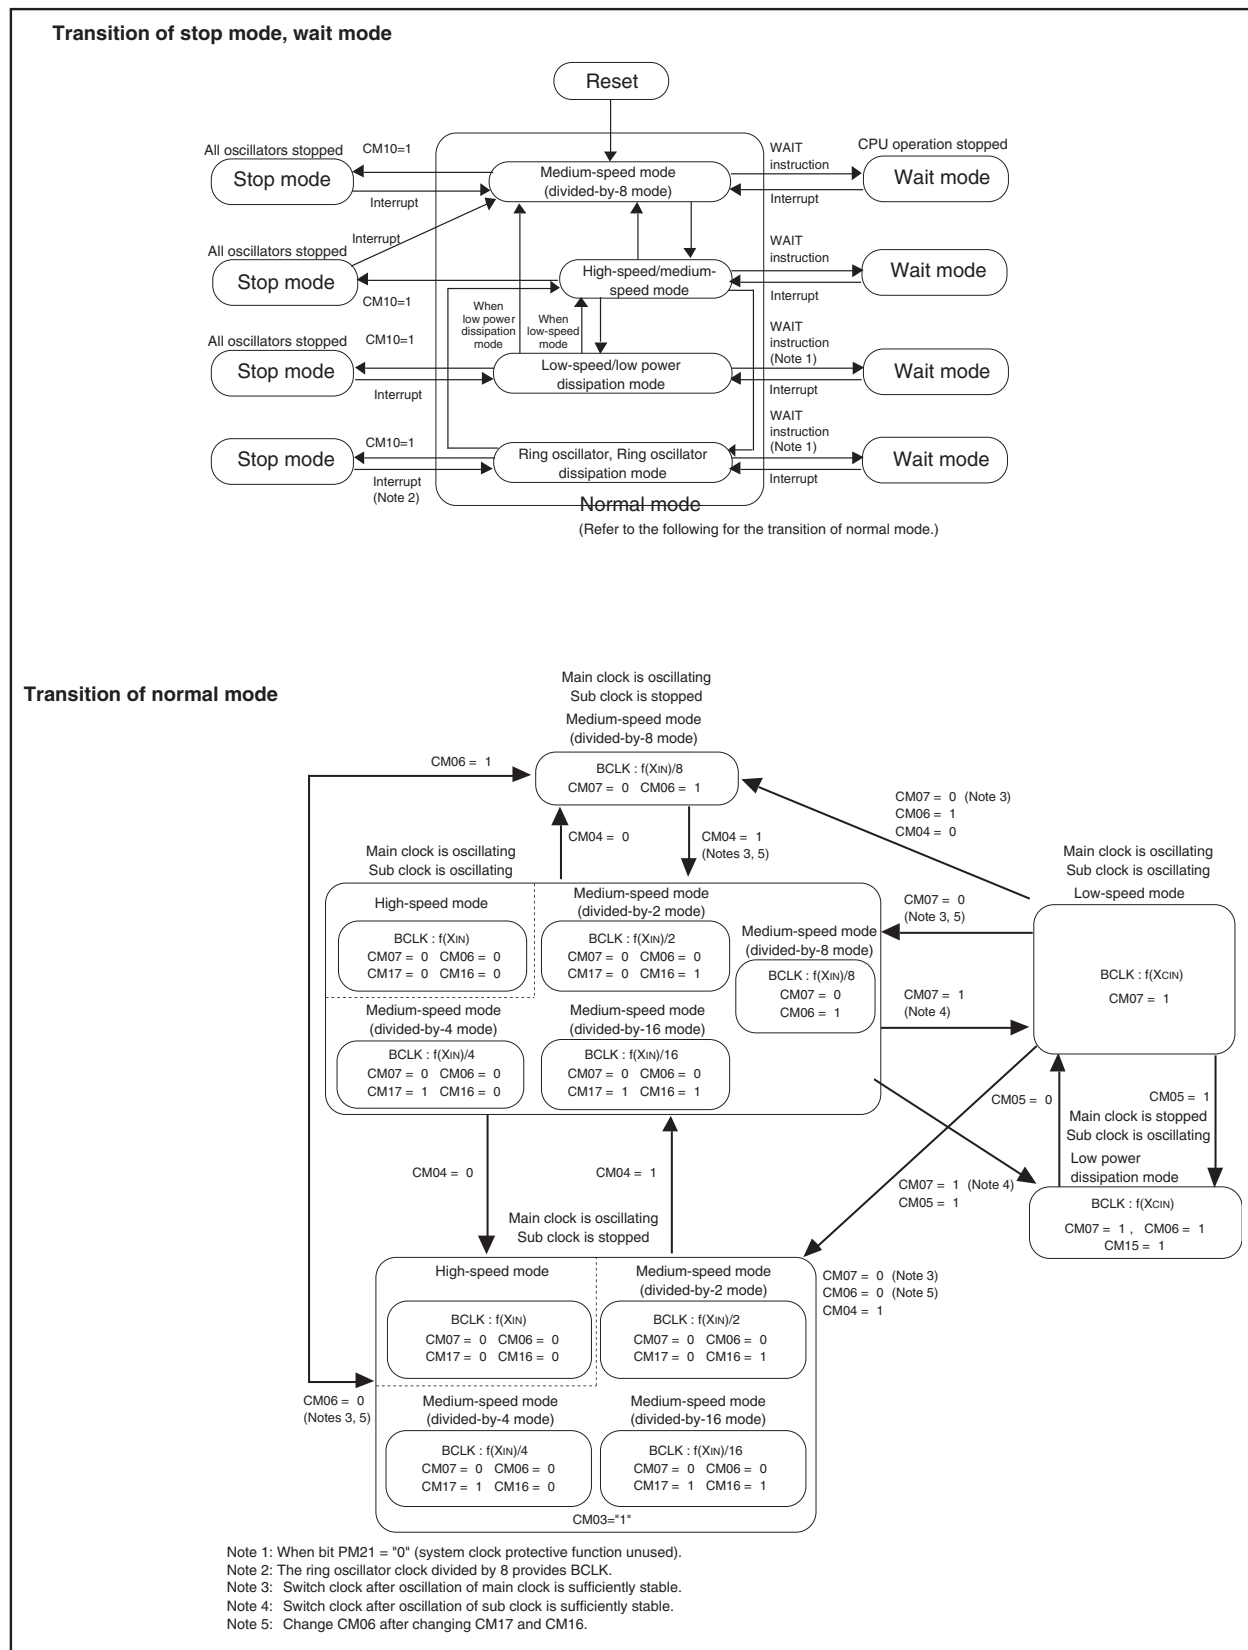 Transition of stop mode, wait mode
Reset
All oscillators stopped
CM10=1
Stop mode
Interrupt
Medium-speed mode
(divided-by-8 mode)
WAIT
instruction
Interrupt
CPU operation stopped
Wait mode
Interrupt
All oscillators stopped
Stop mode
CM10=1
High-speed/medium-
speed mode
WAIT
instruction
Interrupt
Wait mode
When
low power
dissipation
mode
When
low-speed
mode
All oscillators stopped
CM10=1
Stop mode
Interrupt
Low-speed/low power
dissipation mode
WAIT
instruction
(Note 1)
Interrupt
Wait mode
CM10=1
Stop mode
Interrupt
(Note 2)
Ring oscillator, Ring oscillator
dissipation mode
WAIT
instruction
(Note 1)
Interrupt
Wait mode
Normal mode
(Refer to the following for the transition of normal mode.)
Transition of normal mode
Main clock is oscillating
Sub clock is stopped
Medium-speed mode
(divided-by-8 mode)
CM06 = 1
BCLK : f(XIN)/8
CM07 = 0 CM06 = 1
CM07 = 0 (Note 3)
CM06 = 1
CM04 = 0
CM04 = 0
CM04 = 1
(Notes 3, 5)
Main clock is oscillating
Sub clock is oscillating
Main clock is oscillating
Sub clock is oscillating
Low-speed mode
High-speed mode
BCLK : f(XIN)
CM07 = 0 CM06 = 0
CM17 = 0 CM16 = 0
Medium-speed mode
(divided-by-2 mode)
BCLK : f(XIN)/2
CM07 = 0 CM06 = 0
CM17 = 0 CM16 = 1
Medium-speed mode
(divided-by-8 mode)
BCLK : f(XIN)/8
CM07 = 0
CM06 = 1
CM07 = 0
(Note 3, 5)
CM07 = 1
(Note 4)
BCLK : f(XCIN)
CM07 = 1
Medium-speed mode
(divided-by-4 mode)
BCLK : f(XIN)/4
CM07 = 0 CM06 = 0
CM17 = 1 CM16 = 0
Medium-speed mode
(divided-by-16 mode)
BCLK : f(XIN)/16
CM07 = 0 CM06 = 0
CM17 = 1 CM16 = 1
CM05 = 0
CM05 = 1
Main clock is stopped
Sub clock is oscillating
Low power
dissipation mode
BCLK : f(XCIN)
CM07 = 1 , CM06 = 1
CM15 = 1
CM04 = 0
CM04 = 1
CM07 = 1 (Note 4)
CM05 = 1
Main clock is oscillating
Sub clock is stopped
High-speed mode
BCLK : f(XIN)
CM07 = 0 CM06 = 0
CM17 = 0 CM16 = 0
Medium-speed mode
(divided-by-2 mode)
BCLK : f(XIN)/2
CM07 = 0 CM06 = 0
CM17 = 0 CM16 = 1
CM07 = 0 (Note 3)
CM06 = 0 (Note 5)
CM04 = 1
CM06 = 0
(Notes 3, 5)
Medium-speed mode
(divided-by-4 mode)
BCLK : f(XIN)/4
CM07 = 0 CM06 = 0
CM17 = 1 CM16 = 0
Medium-speed mode
(divided-by-16 mode)
BCLK : f(XIN)/16
CM07 = 0 CM06 = 0
CM17 = 1 CM16 = 1
CM03="1"
Note 1: When bit PM21 = "0" (system clock protective function unused).
Note 2: The ring oscillator clock divided by 8 provides BCLK.
Note 3: Switch clock after oscillation of main clock is sufficiently stable.
Note 4: Switch clock after oscillation of sub clock is sufficiently stable.
Note 5: Change CM06 after changing CM17 and CM16.